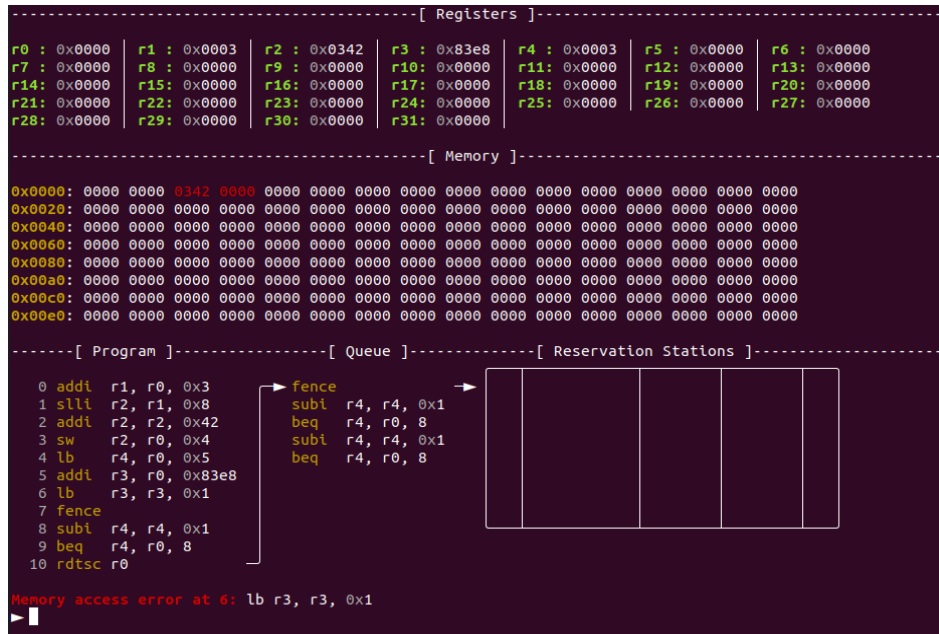 [ Registers ]
r0 : 0x0000 | r1 : 0x0003 | r2 : 0x0342 | r3 : 0x83e8 | r4 : 0x0003 | r5 : 0x0000 | r6 : 0x0000
r7 : 0x0000 | r8 : 0x0000 | r9 : 0x0000 | r10: 0x0000 | r11: 0x0000 | r12: 0x0000 | r13: 0x0000
r14: 0x0000 | r15: 0x0000 | r16: 0x0000 | r17: 0x0000 | r18: 0x0000 | r19: 0x0000 | r20: 0x0000
r21: 0x0000 | r22: 0x0000 | r23: 0x0000 | r24: 0x0000 | r25: 0x0000 | r26: 0x0000 | r27: 0x0000
r28: 0x0000 | r29: 0x0000 | r30: 0x0000 | r31: 0x0000 |
[ Memory ]
0x0000: 0000 0000 0342 0000 0000 0000 0000 0000 0000 0000 0000 0000 0000 0000 0000 0000
0x0020: 0000 0000 0000 0000 0000 0000 0000 0000 0000 0000 0000 0000 0000 0000 0000 0000
0x0040: 0000 0000 0000 0000 0000 0000 0000 0000 0000 0000 0000 0000 0000 0000 0000 0000
0x0060: 0000 0000 0000 0000 0000 0000 0000 0000 0000 0000 0000 0000 0000 0000 0000 0000
0x0080: 0000 0000 0000 0000 0000 0000 0000 0000 0000 0000 0000 0000 0000 0000 0000 0000
0x00a0: 0000 0000 0000 0000 0000 0000 0000 0000 0000 0000 0000 0000 0000 0000 0000 0000
0x00c0: 0000 0000 0000 0000 0000 0000 0000 0000 0000 0000 0000 0000 0000 0000 0000 0000
0x00e0: 0000 0000 0000 0000 0000 0000 0000 0000 0000 0000 0000 0000 0000 0000 0000 0000
[ Program ] [ Queue ] [ Reservation Stations ]
0 addi r1, r0, 0x3
1 slli r2, r1, 0x8
2 addi r2, r2, 0x42
3 sw r2, r0, 0x4
4 lb r4, r0, 0x5
5 addi r3, r0, 0x83e8
6 lb r3, r3, 0x1
7 fence
8 subi r4, r4, 0x1
9 beq r4, r0, 8
10 rdtsc r0
fence
subi r4, r4, 0x1
beq r4, r0, 8
subi r4, r4, 0x1
beq r4, r0, 8
Memory access error at 6: lb r3, r3, 0x1